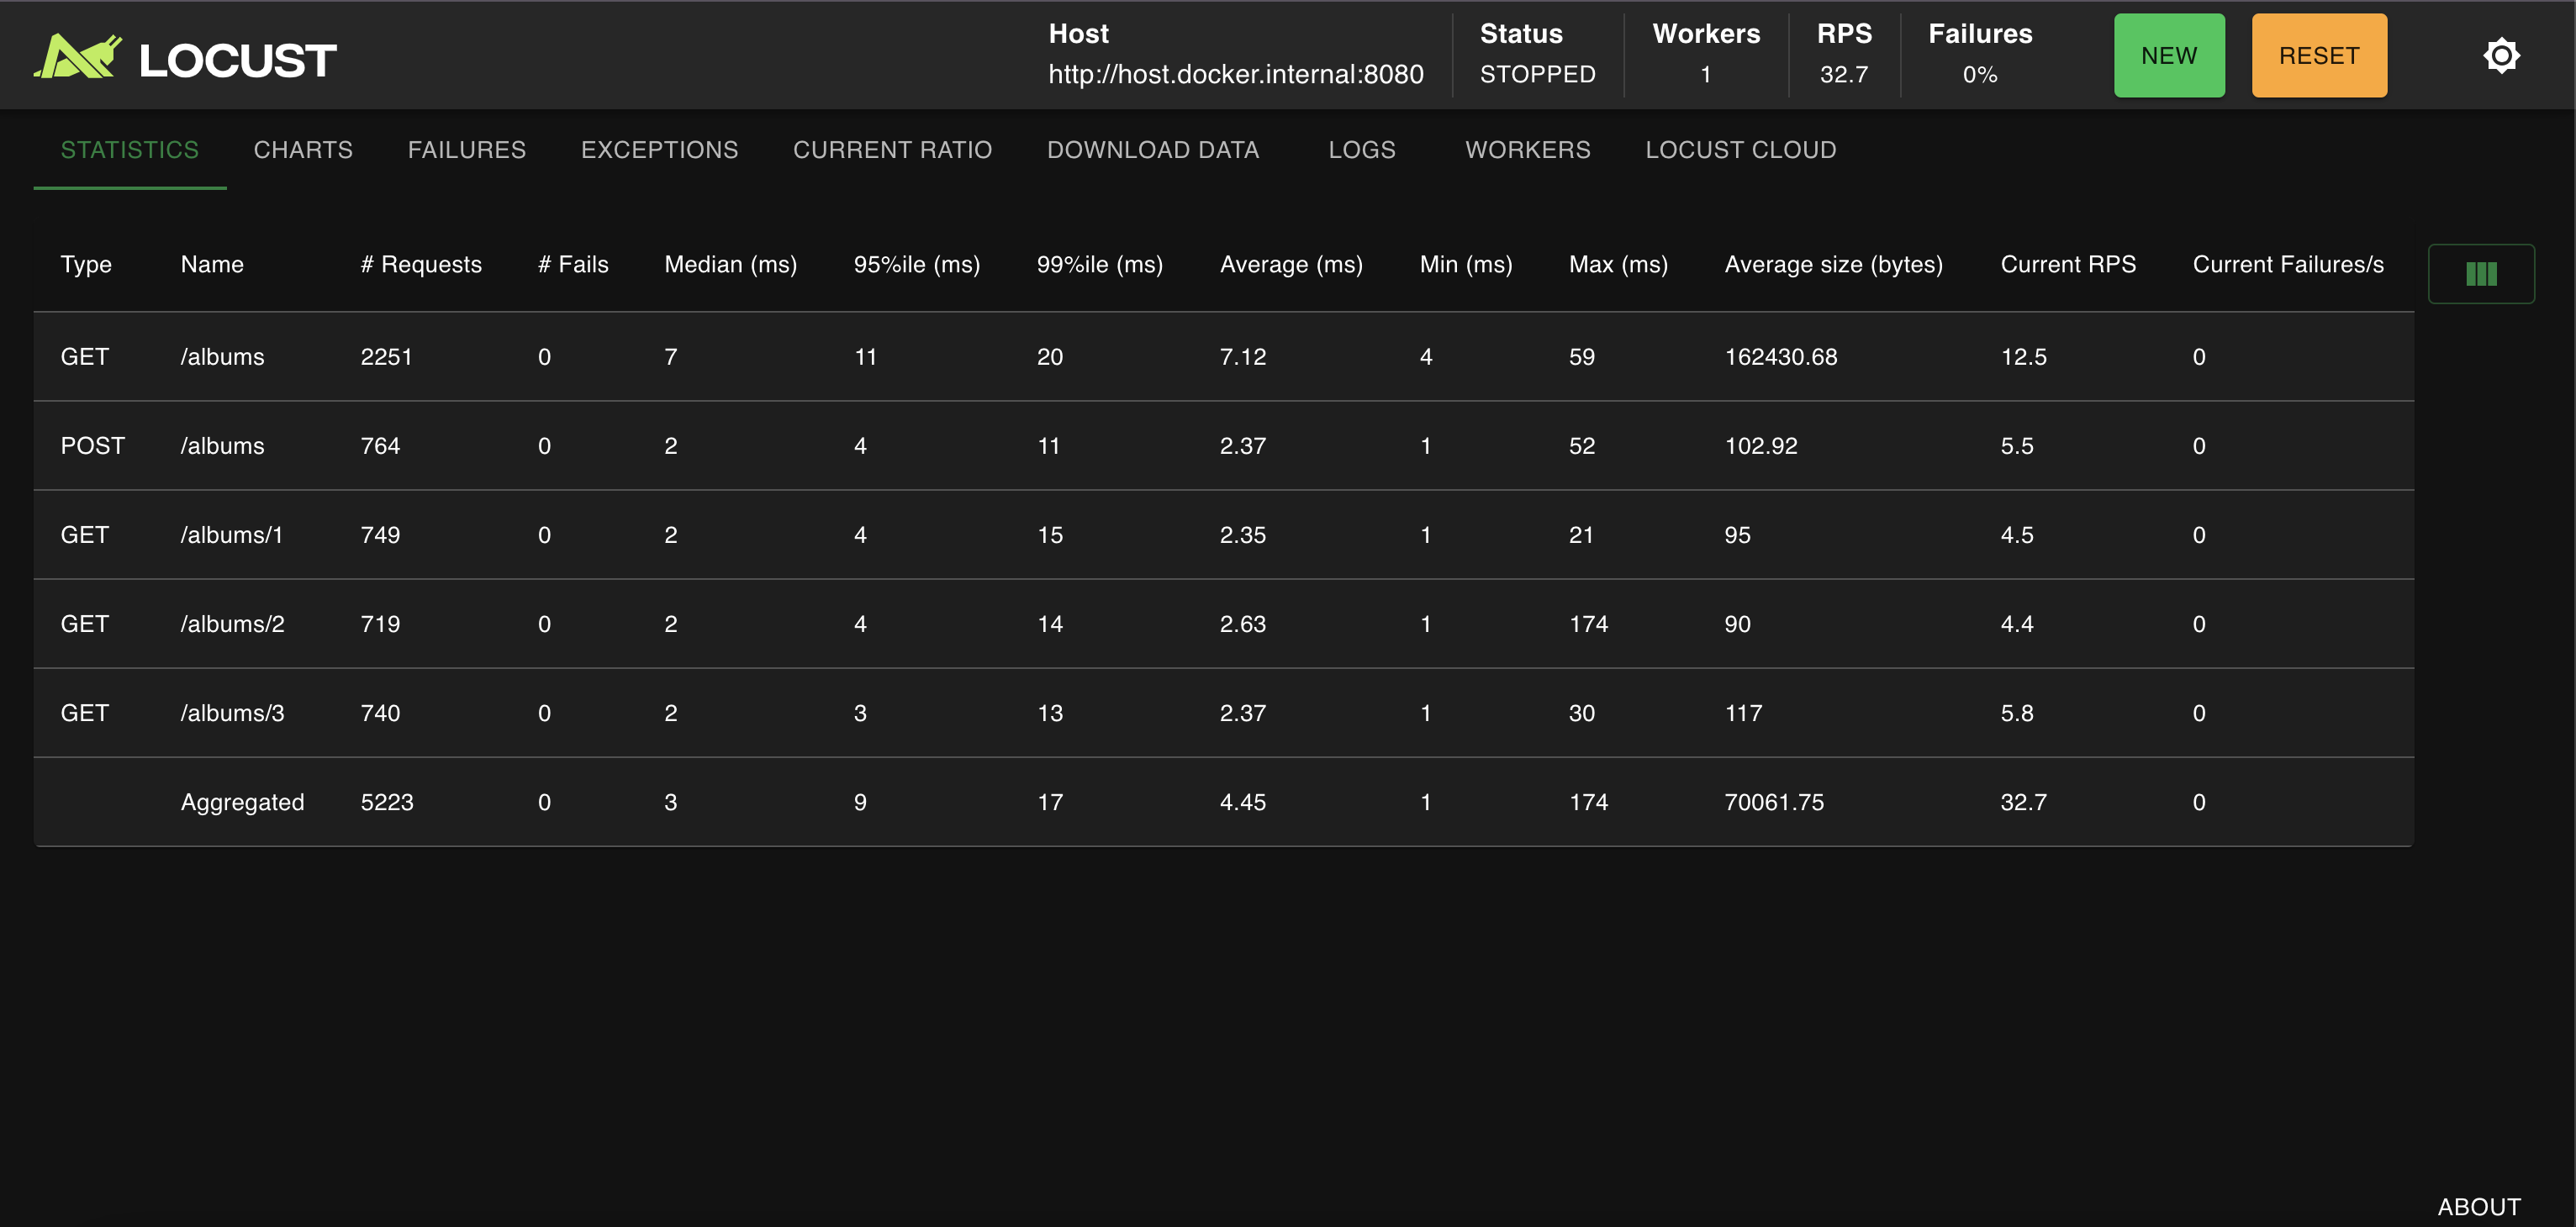 LOCUST
Host Status Workers RPS Failures
http://host.docker.internal:8080 STOPPED 1 32.7 0%
NEW RESET
STATISTICS CHARTS FAILURES EXCEPTIONS CURRENT RATIO DOWNLOAD DATA LOGS WORKERS LOCUST CLOUD
Type Name # Requests # Fails Median (ms) 95%ile (ms) 99%ile (ms) Average (ms) Min (ms) Max (ms) Average size (bytes) Current RPS Current Failures/s
GET /albums 2251 0 7 11 20 7.12 4 59 162430.68 12.5 0
POST /albums 764 0 2 4 11 2.37 1 52 102.92 5.5 0
GET /albums/1 749 0 2 4 15 2.35 1 21 95 4.5 0
GET /albums/2 719 0 2 4 14 2.63 1 174 90 4.4 0
GET /albums/3 740 0 2 3 13 2.37 1 30 117 5.8 0
Aggregated 5223 0 3 9 17 4.45 1 174 70061.75 32.7 0
ABOUT